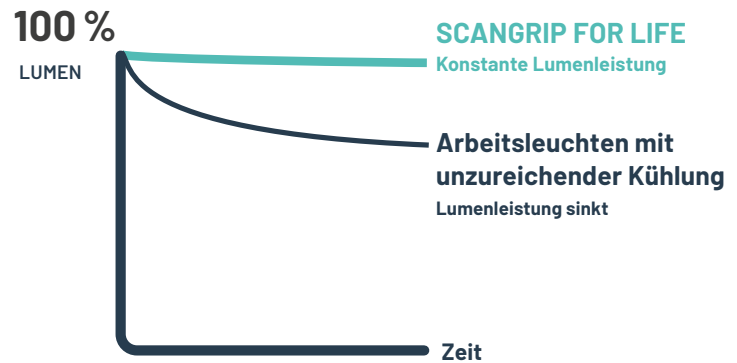 100 %
LUMEN
SCANGRIP FOR LIFE
Konstante Lumenleistung
Arbeitsleuchten mit
unzureichender Kühlung
Lumenleistung sinkt
Zeit